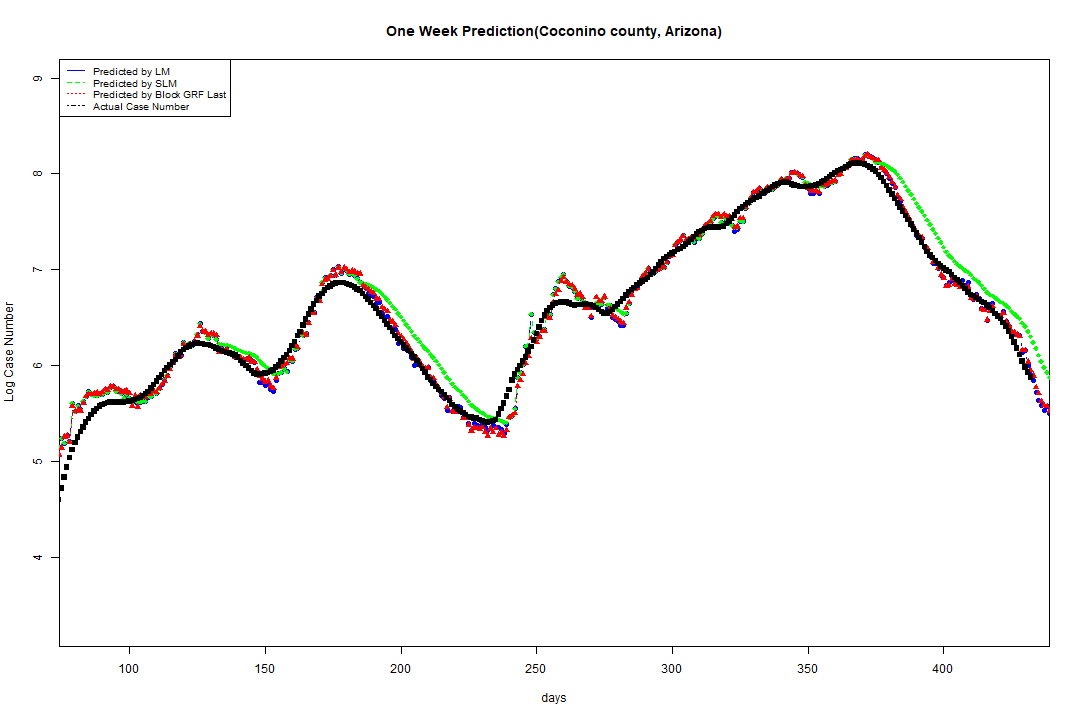 One Week Prediction(Coconino county, Arizona)
Predicted by LM
Predicted by SLM
Predicted by Block GRF Last
Actual Case Number
Log Case Number
9
8
7
6
5
4
100 150 200 250 300 350 400
days